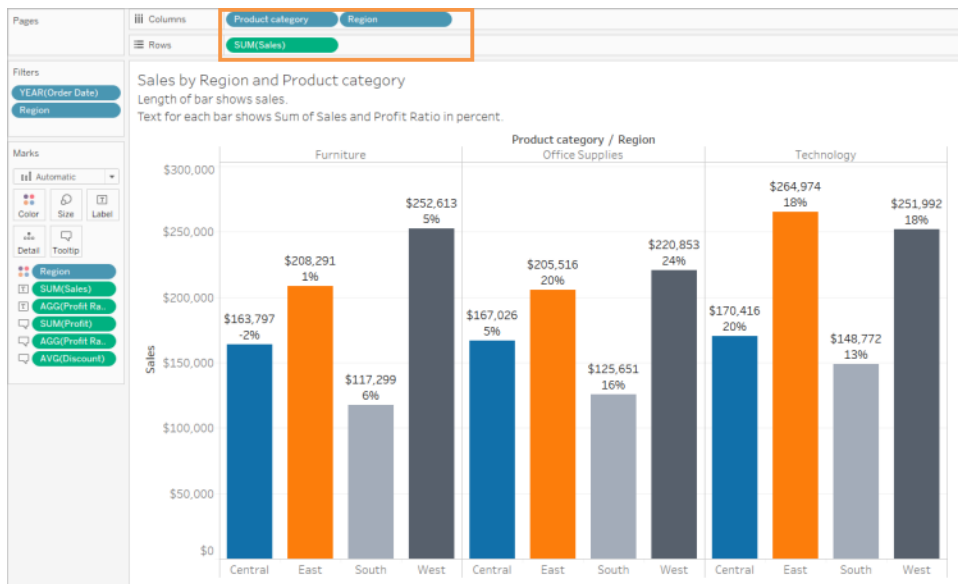 Pages
Columns
Product category
Region
Rows
SUM(Sales)
Filters
YEAR(Order Date)
Region
Marks
Automatic
Color
Size
Label
Detail
Tooltip
Region
SUM(Sales)
AGG(Profit Ra..
SUM(Profit)
AGG(Profit Ra..
AVG(Discount)
Sales by Region and Product category
Length of bar shows sales.
Text for each bar shows Sum of Sales and Profit Ratio in percent.
Product category / Region
Furniture
Office Supplies
Technology
Sales
$300,000
$250,000
$200,000
$150,000
$100,000
$50,000
$0
$163,797
-2%
$208,291
1%
$117,299
6%
$252,613
5%
$167,026
5%
$205,516
20%
$125,651
16%
$220,853
24%
$170,416
20%
$264,974
18%
$148,772
13%
$251,992
18%
Central
East
South
West
Central
East
South
West
Central
East
South
West